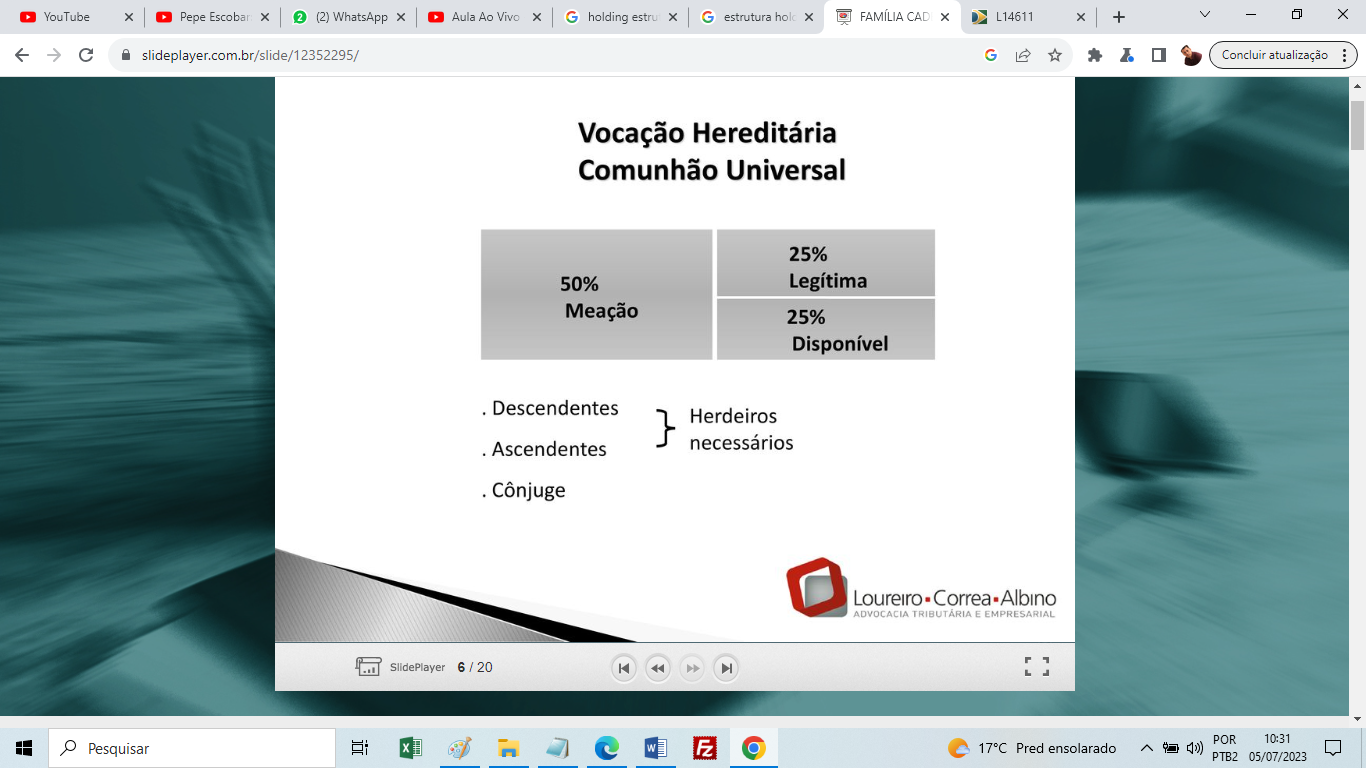 YouTube
Pepe Escobar
(2) WhatsApp
Aula Ao Vivo
holding estru
estrutura hol
FAMÍLIA CAD
L14611
slideplayer.com.br/slide/12352295/
Concluir atualização
Vocação Hereditária
Comunhão Universal
50%
Meação
25%
Legítima
25%
Disponível
. Descendentes
. Ascendentes
. Cônjuge
Herdeiros
necessários
Loureiro▪Correa▪Albino
ADVOCACIA TRIBUTÁRIA E EMPRESARIAL
SlidePlayer 6 / 20
Pesquisar
17°C Pred ensolarado
POR
PTB2
10:31
05/07/2023